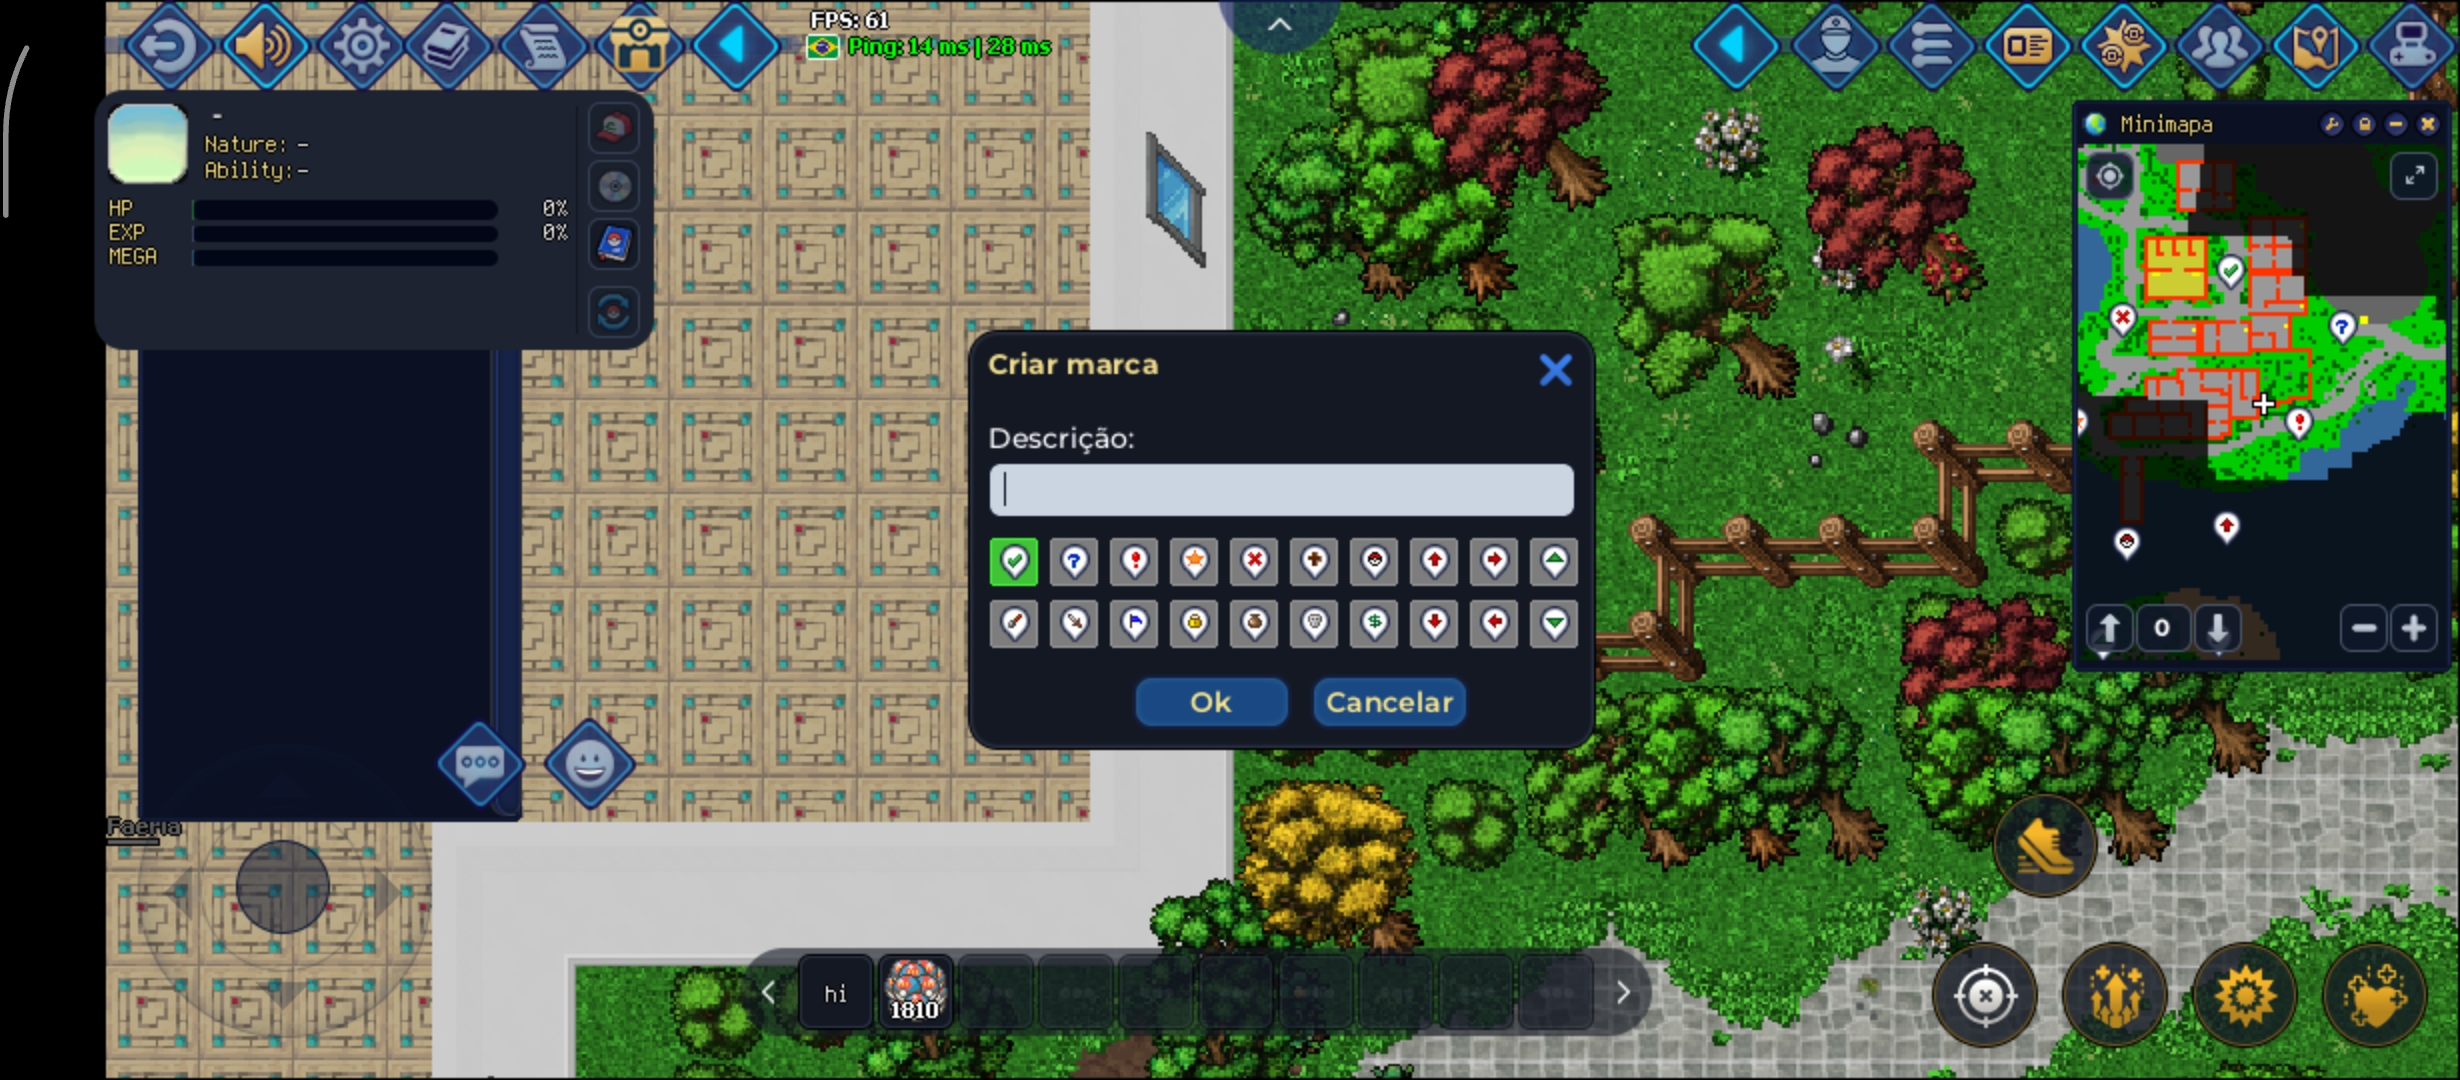 FPS: 61
Ping: 14 ms | 28 ms
-
Nature: -
Ability: -
HP 0%
EXP 0%
MEGA
Minimapa
Criar marca
Descrição:
Ok
Cancelar
0
Faeria
hi
1810